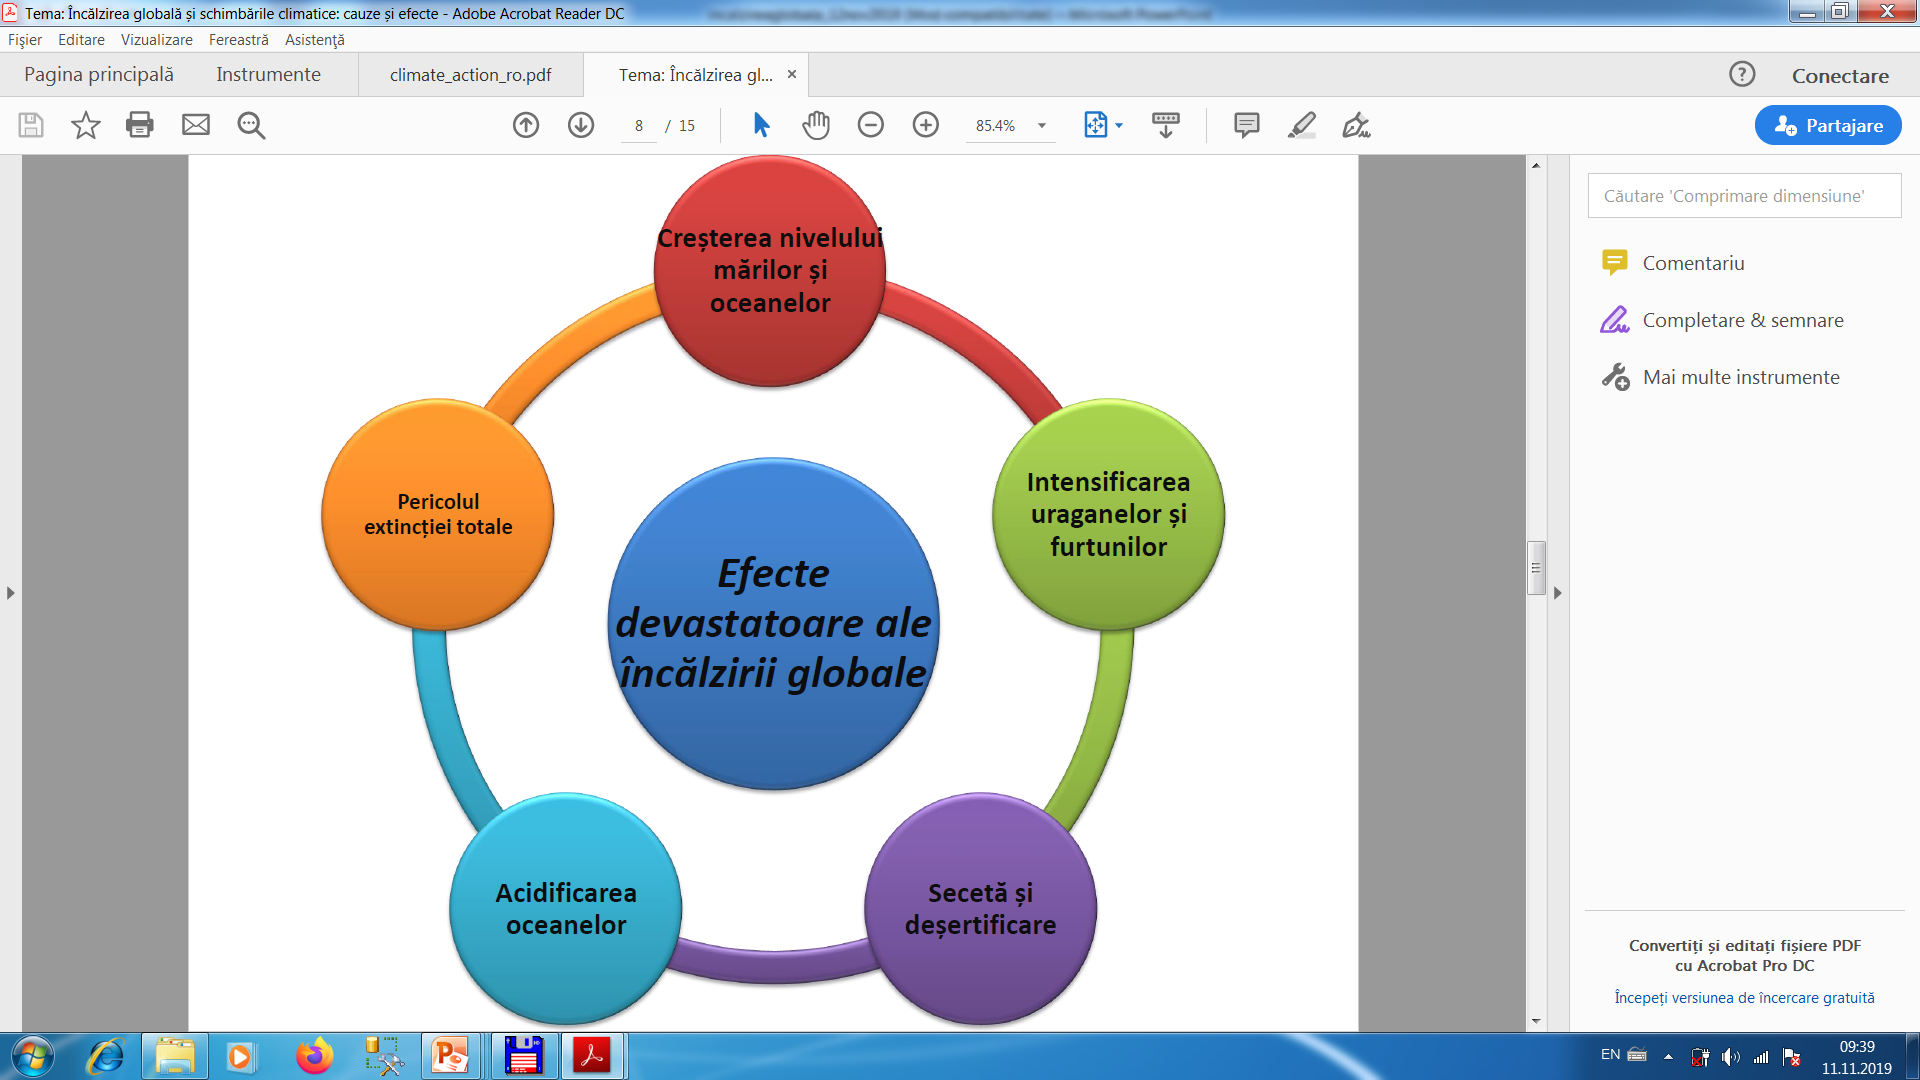 Tema: Încălzirea globală și schimbările climatice: cauze și efecte - Adobe Acrobat Reader DC
Fişier Editare Vizualizare Fereastră Asistenţă
Pagina principală Instrumente climate_action_ro.pdf Tema: Încălzirea gl... × ? Conectare
8 / 15 85.4% Partajare
Creșterea nivelului
mărilor și
oceanelor
Intensificarea
uraganelor și
furtunilor
Secetă și
deșertificare
Acidificarea
oceanelor
Pericolul
extincției totale
Efecte
devastatoare ale
încălzirii globale
Căutare 'Comprimare dimensiune'
Comentariu
Completare & semnare
Mai multe instrumente
Convertiți și editați fișiere PDF
cu Acrobat Pro DC
Începeți versiunea de încercare gratuită
EN
09:39
11.11.2019